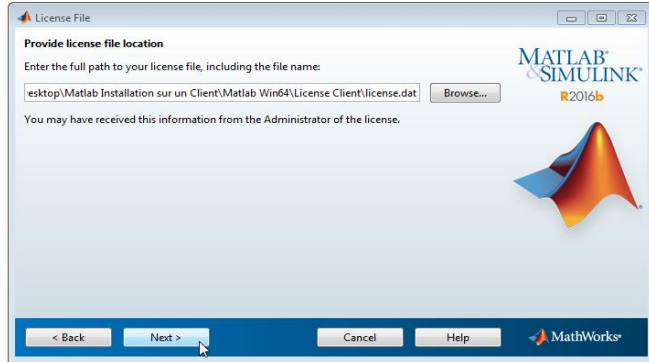 License File
Provide license file location
Enter the full path to your license file, including the file name:
esktop\Matlab Installation sur un Client\Matlab Win64\License Client\license.dat
Browse...
You may have received this information from the Administrator of the license.
MATLAB®
&SIMULINK®
R2016b
< Back
Next >
Cancel
Help
MathWorks®